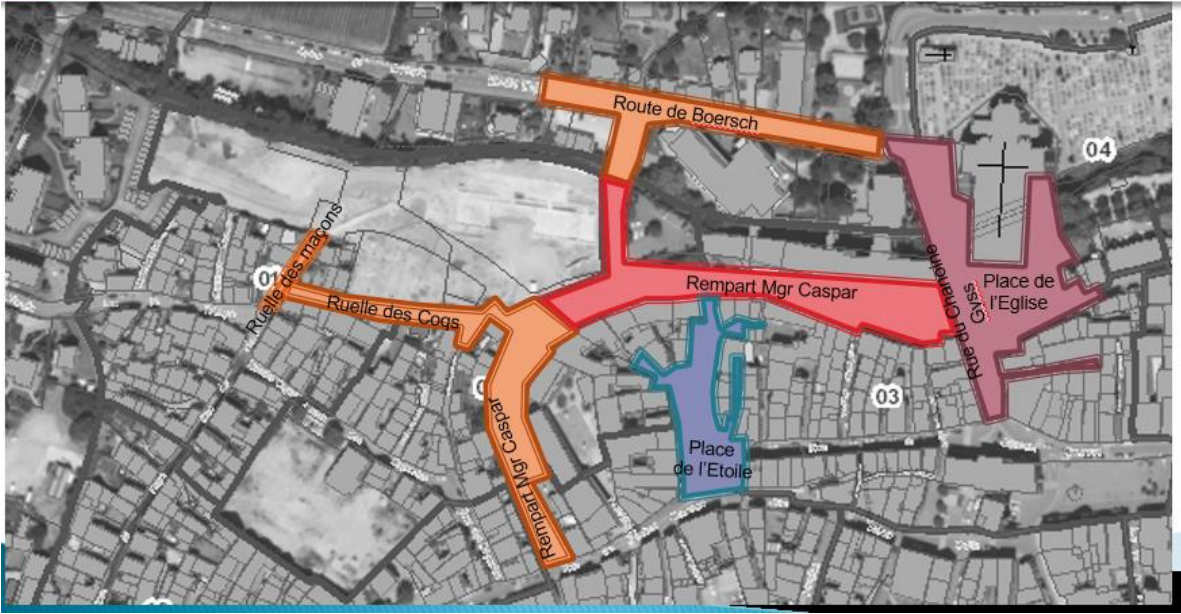 Route de Boersch
04
Ruelle des maçons
01
Ruelle des Coqs
Rempart Mgr Caspar
Place de
l'Eglise
Rue du Chanoine
Gyss
03
Rempart Mgr Caspar
Place
de l'Etoile